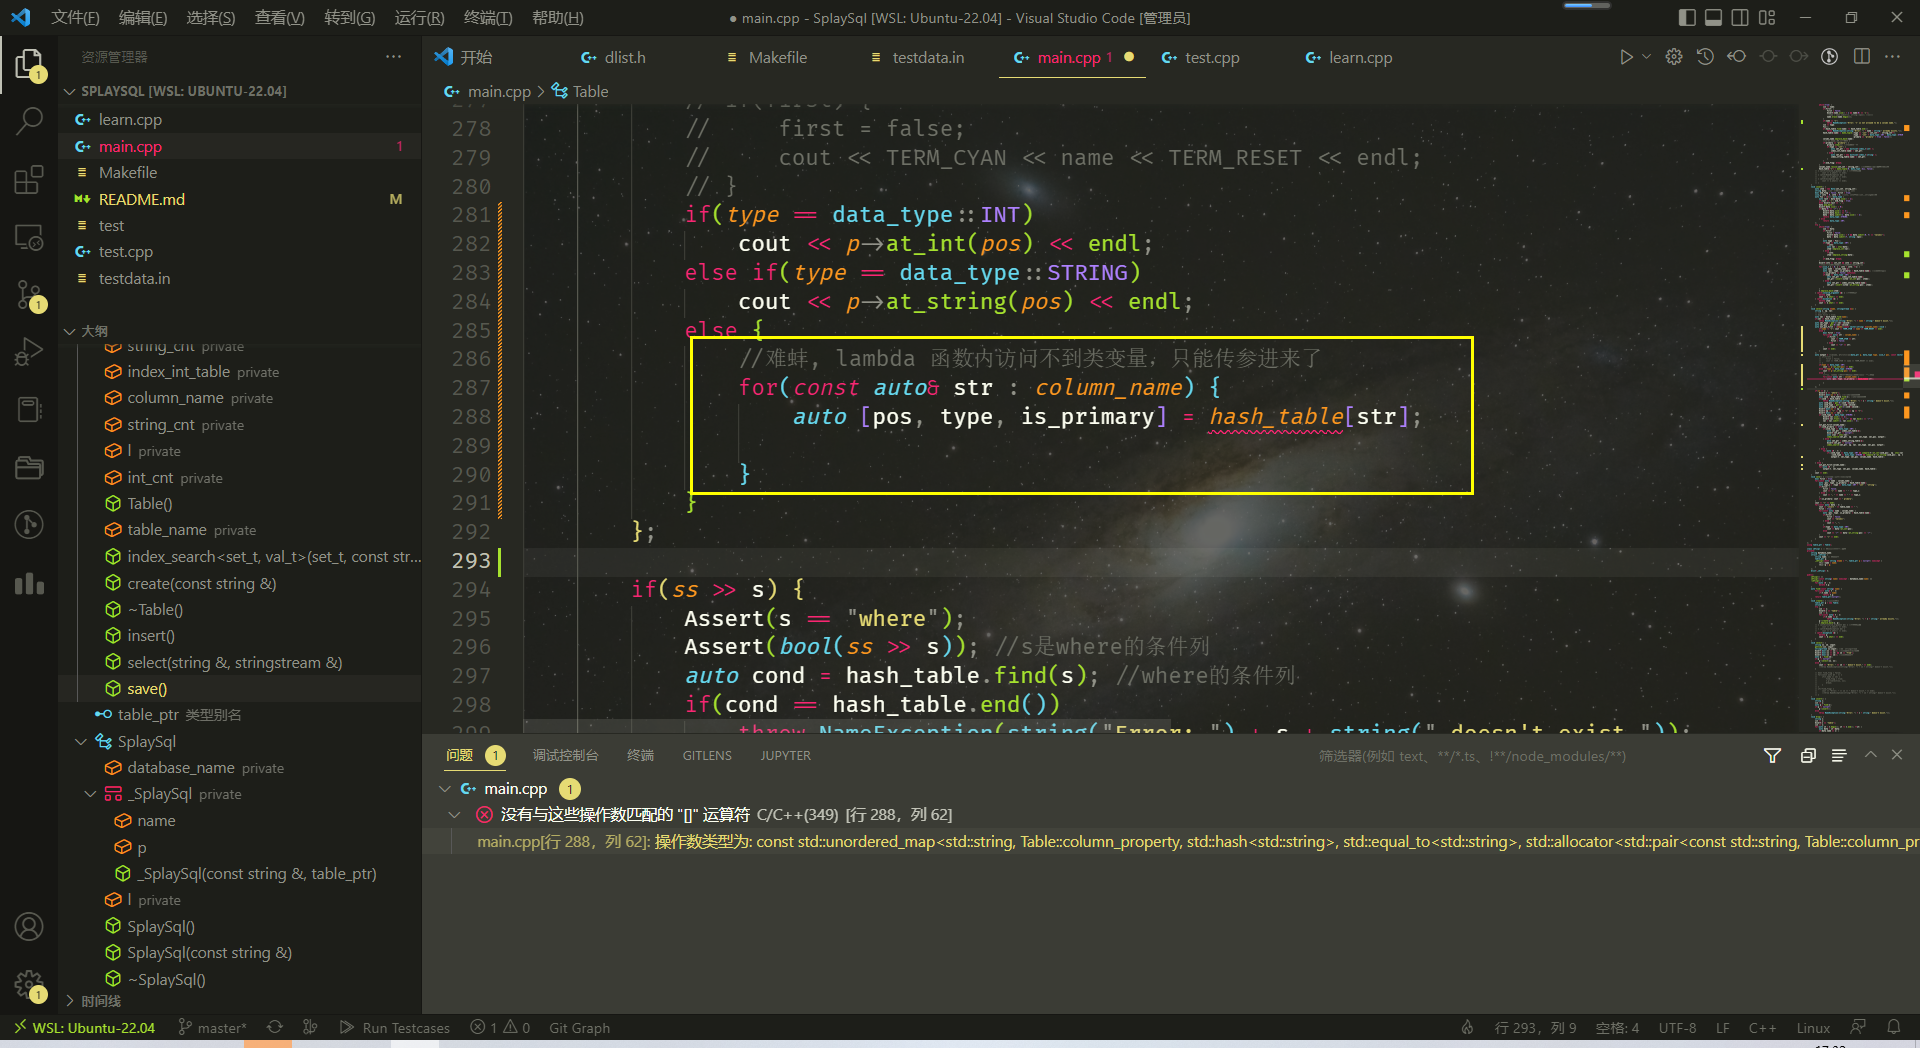 文件(F) 编辑(E) 选择(S) 查看(V) 转到(G) 运行(R) 终端(T) 帮助(H)
● main.cpp - SplaySql [WSL: Ubuntu-22.04] - Visual Studio Code [管理员]
资源管理器
SPLAYSQL [WSL: UBUNTU-22.04]
learn.cpp
main.cpp 1
Makefile
README.md M
test
test.cpp
testdata.in
大纲
string_cnt private
index_int_table private
column_name private
string_cnt private
l private
int_cnt private
Table()
table_name private
index_search<set_t, val_t>(set_t, const str...
create(const string &)
~Table()
insert()
select(string &, stringstream &)
save()
table_ptr 类型别名
SplaySql
database_name private
_SplaySql private
name
p
_SplaySql(const string &, table_ptr)
l private
SplaySql()
SplaySql(const string &)
~SplaySql()
时间线
开始 dlist.h Makefile testdata.in main.cpp 1 test.cpp learn.cpp
main.cpp > Table
277 // if(first) {
278 // first = false;
279 // cout << TERM_CYAN << name << TERM_RESET << endl;
280 // }
281 if(type == data_type::INT)
282 cout << p->at_int(pos) << endl;
283 else if(type == data_type::STRING)
284 cout << p->at_string(pos) << endl;
285 else {
286 //难蚌, lambda 函数内访问不到类变量，只能传参进来了
287 for(const auto& str : column_name) {
288 auto [pos, type, is_primary] = hash_table[str];
289
290 }
291 }
292 };
293
294 if(ss >> s) {
295 Assert(s == "where");
296 Assert(bool(ss >> s)); //s是where的条件列
297 auto cond = hash_table.find(s); //where的条件列
298 if(cond == hash_table.end())
299 throw NameException(string("Error: ") + s + string(" doesn't exist."));
问题 1 调试控制台 终端 GITLENS JUPYTER
筛选器(例如 text、**/*.ts、!**/node_modules/**)
main.cpp 1
没有与这些操作数匹配的 "[]" 运算符 C/C++(349) [行 288，列 62]
main.cpp[行 288，列 62]: 操作数类型为: const std::unordered_map<std::string, Table::column_property, std::hash<std::string>, std::equal_to<std::string>, std::allocator<std::pair<const std::string, Table::column_pr
WSL: Ubuntu-22.04 master* Run Testcases 1 0 Git Graph
行 293，列 9 空格: 4 UTF-8 LF C++ Linux